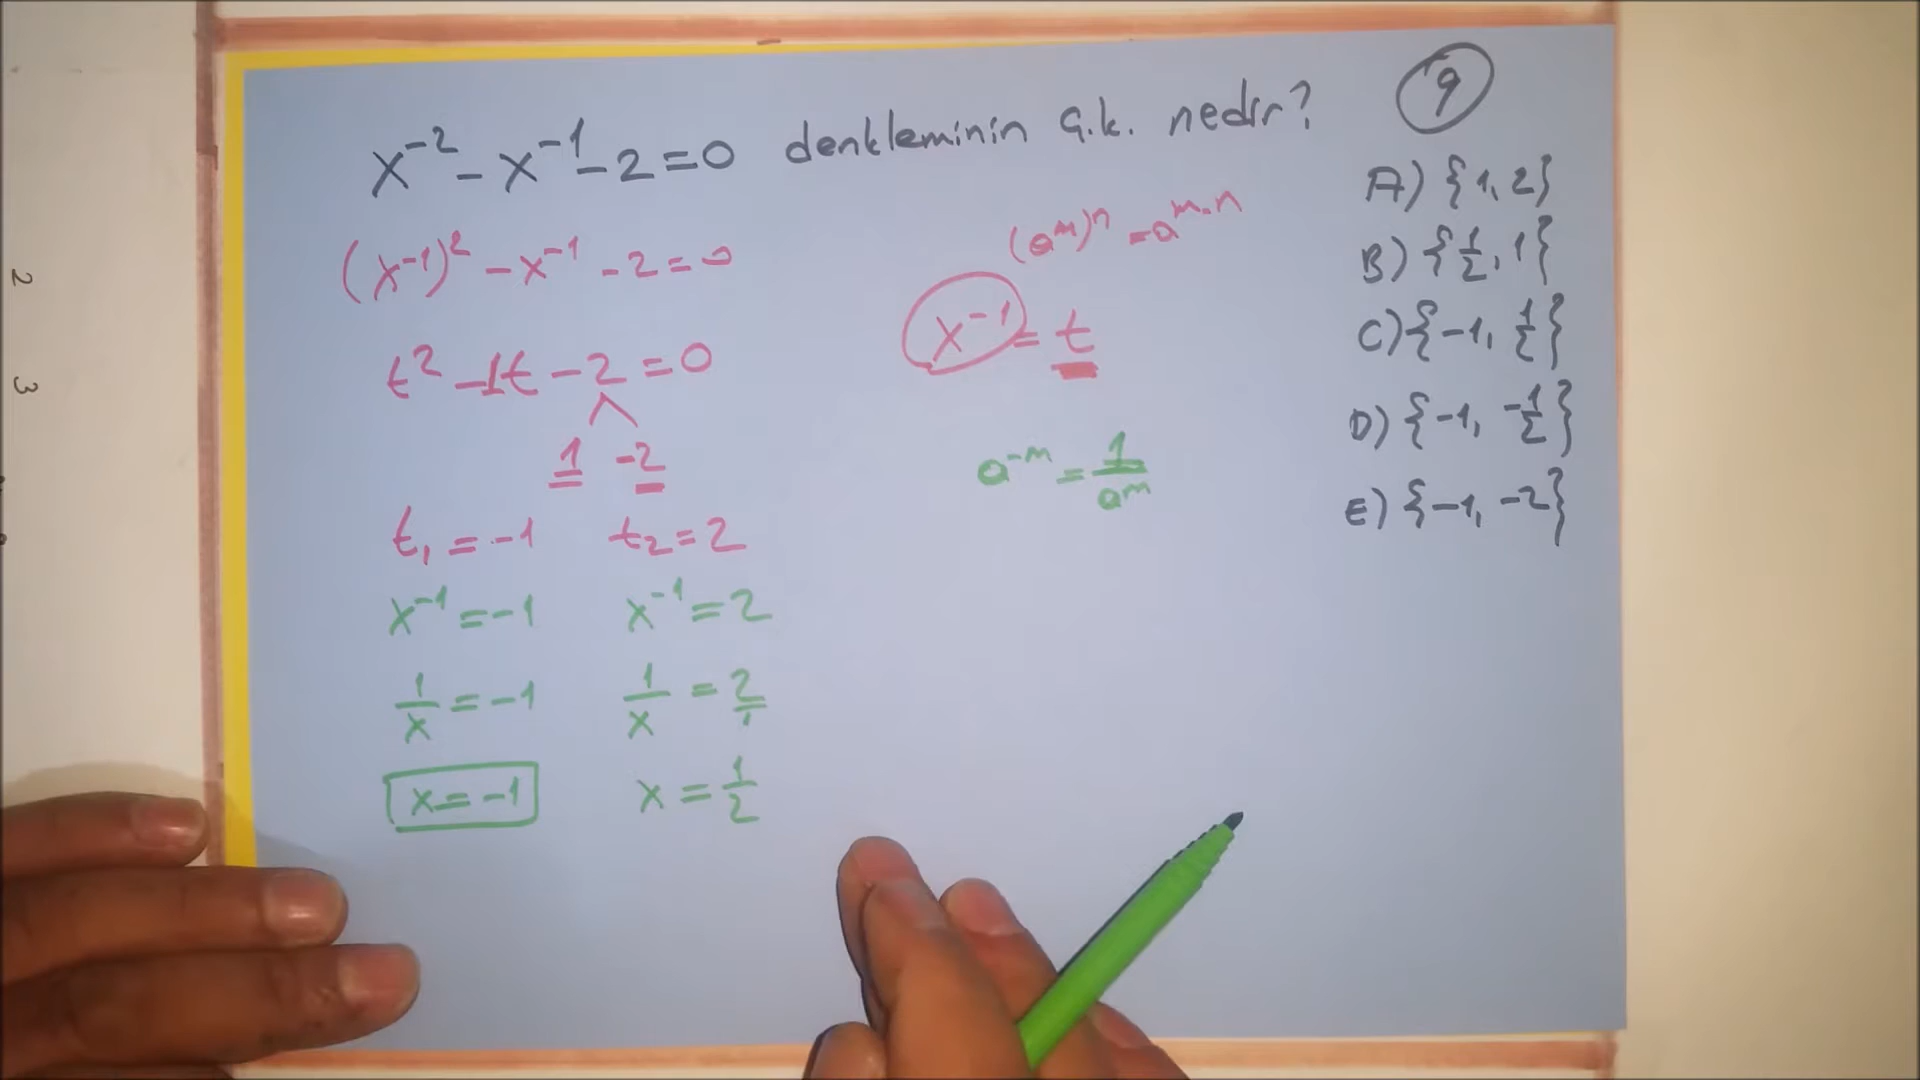 x⁻² - x⁻¹ - 2 = 0 denkleminin ç.k. nedir?
9
(x⁻¹)² - x⁻¹ - 2 = 0
t² - 1t - 2 = 0
1 -2
t₁ = -1 t₂ = 2
x⁻¹ = -1 x⁻¹ = 2
1/x = -1 1/x = 2/1
x = -1 x = 1/2
(aᵐ)ⁿ = aᵐ·ⁿ
x⁻¹ = t
a⁻ᵐ = 1/aᵐ
A) {1, 2}
B) {1/2, 1}
C) {-1, 1/2}
D) {-1, -1/2}
E) {-1, -2}
2
3